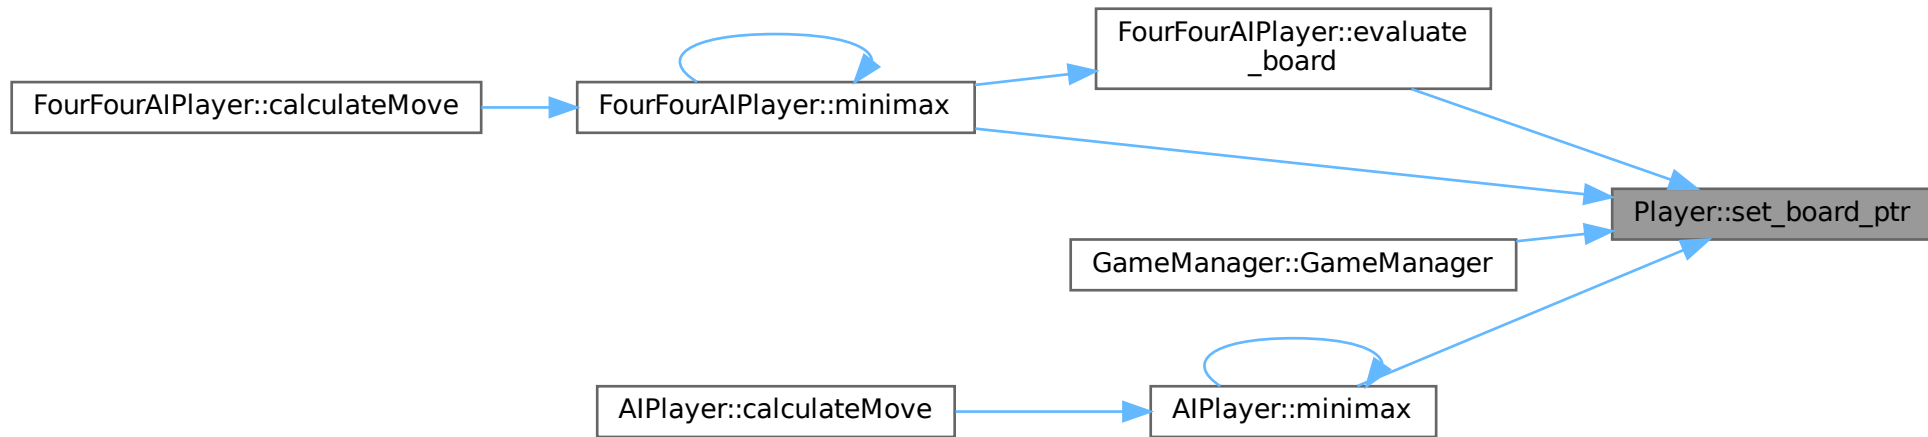 FourFourAIPlayer::evaluate
_board
FourFourAIPlayer::calculateMove
FourFourAIPlayer::minimax
Player::set_board_ptr
GameManager::GameManager
AIPlayer::calculateMove
AIPlayer::minimax